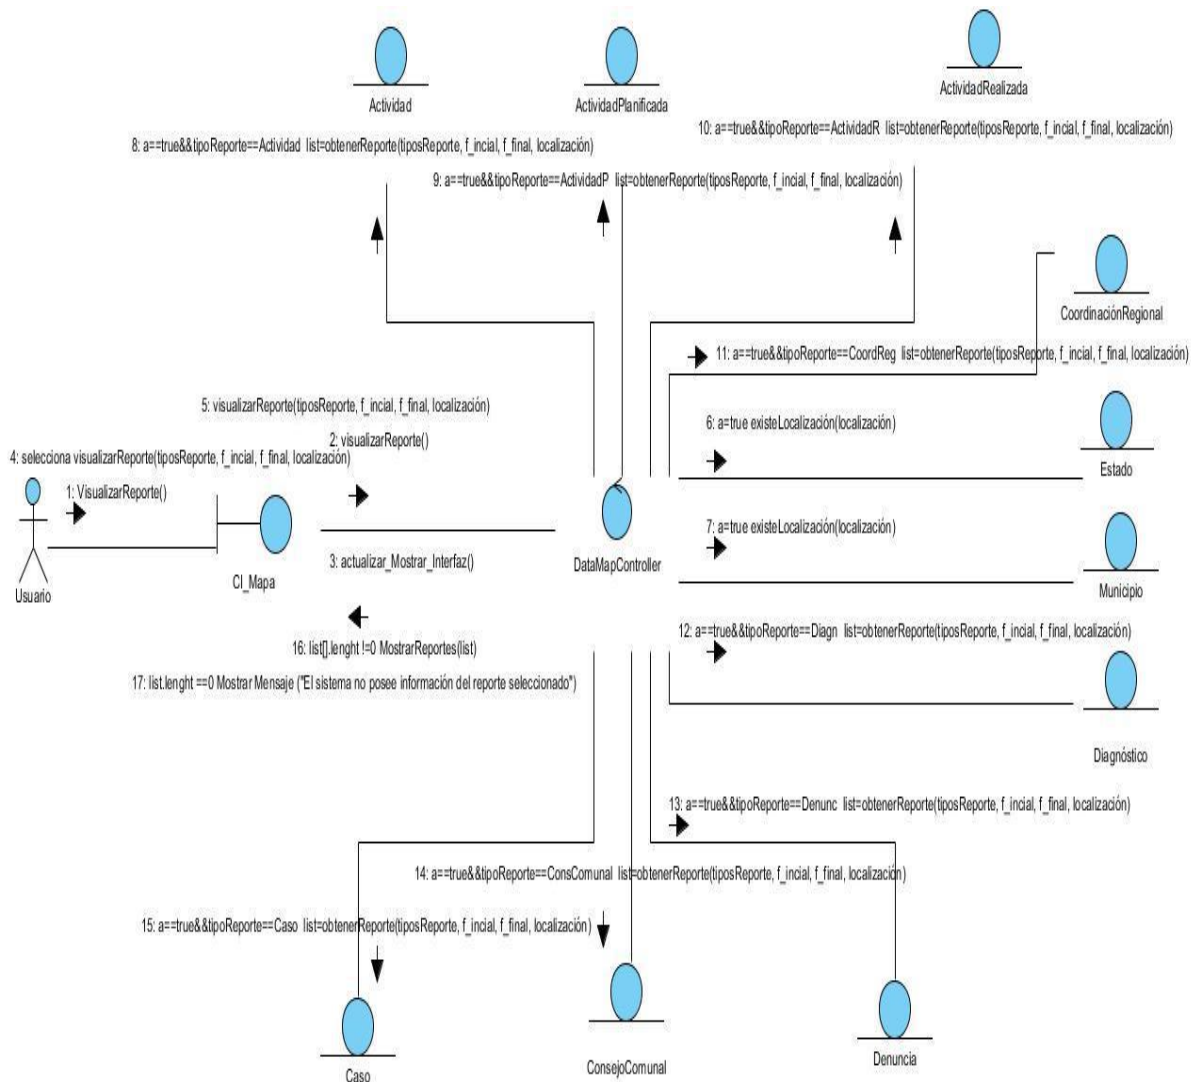 Actividad
ActividadPlanificada
ActividadRealizada
10: a==true&&tipoReporte==ActividadR list=obtenerReporte(tiposReporte, f_incial, f_final, localización)
8: a==true&&tipoReporte==Actividad list=obtenerReporte(tiposReporte, f_incial, f_final, localización)
9: a==true&&tipoReporte==ActividadP list=obtenerReporte(tiposReporte, f_incial, f_final, localización)
CoordinaciónRegional
11: a==true&&tipoReporte==CoordReg list=obtenerReporte(tiposReporte, f_incial, f_final, localización)
5: visualizarReporte(tiposReporte, f_incial, f_final, localización)
6: a=true existeLocalización(localización)
2: visualizarReporte()
4: selecciona visualizarReporte(tiposReporte, f_incial, f_final, localización)
Estado
1: VisualizarReporte()
7: a=true existeLocalización(localización)
3: actualizar_Mostrar_Interfaz()
DataMapController
CI_Mapa
Usuario
Municipio
12: a==true&&tipoReporte==Diagn list=obtenerReporte(tiposReporte, f_incial, f_final, localización)
16: list[].lenght !=0 MostrarReportes(list)
17: list.lenght ==0 Mostrar Mensaje ("El sistema no posee información del reporte seleccionado")
Diagnóstico
13: a==true&&tipoReporte==Denunc list=obtenerReporte(tiposReporte, f_incial, f_final, localización)
14: a==true&&tipoReporte==ConsComunal list=obtenerReporte(tiposReporte, f_incial, f_final, localización)
15: a==true&&tipoReporte==Caso list=obtenerReporte(tiposReporte, f_incial, f_final, localización)
Caso
ConsejoComunal
Denuncia